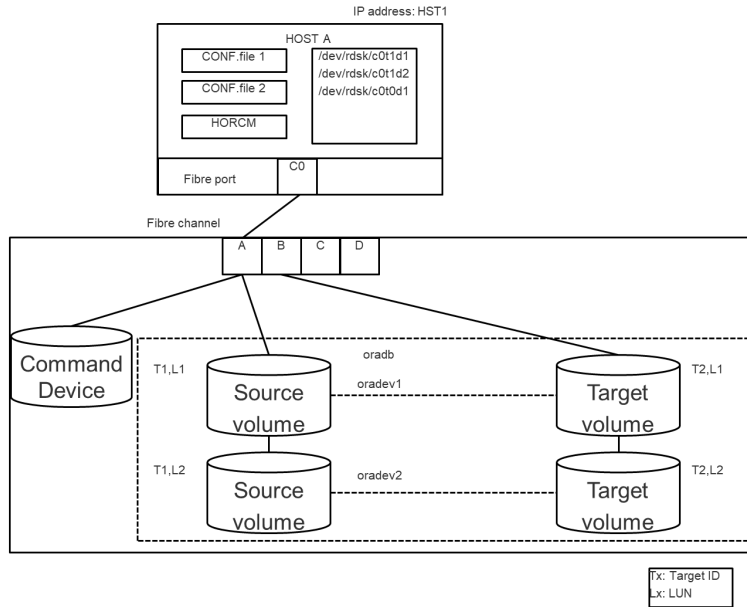 IP address: HST1
HOST A
CONF.file 1
CONF.file 2
HORCM
/dev/rdsk/c0t1d1
/dev/rdsk/c0t1d2
/dev/rdsk/c0t0d1
C0
Fibre port
Fibre channel
A B C D
Command
Device
oradb
T1,L1
Source
volume
oradev1
Target
volume
T2,L1
T1,L2
Source
volume
oradev2
Target
volume
T2,L2
Tx: Target ID
Lx: LUN